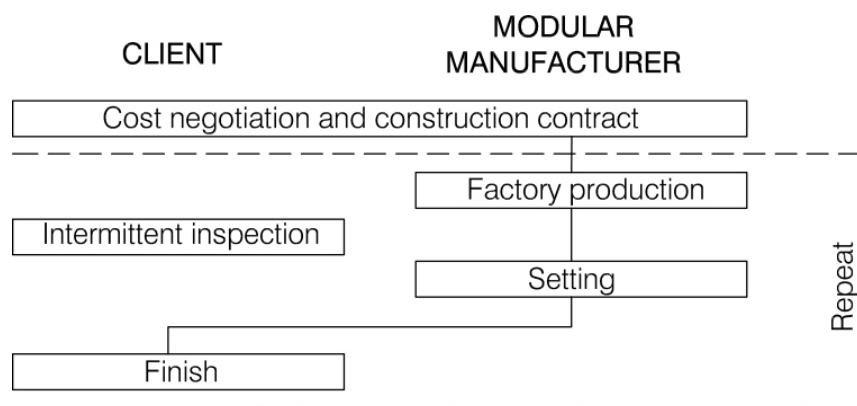 CLIENT
MODULAR
MANUFACTURER
Cost negotiation and construction contract
Factory production
Intermittent inspection
Setting
Finish
Repeat